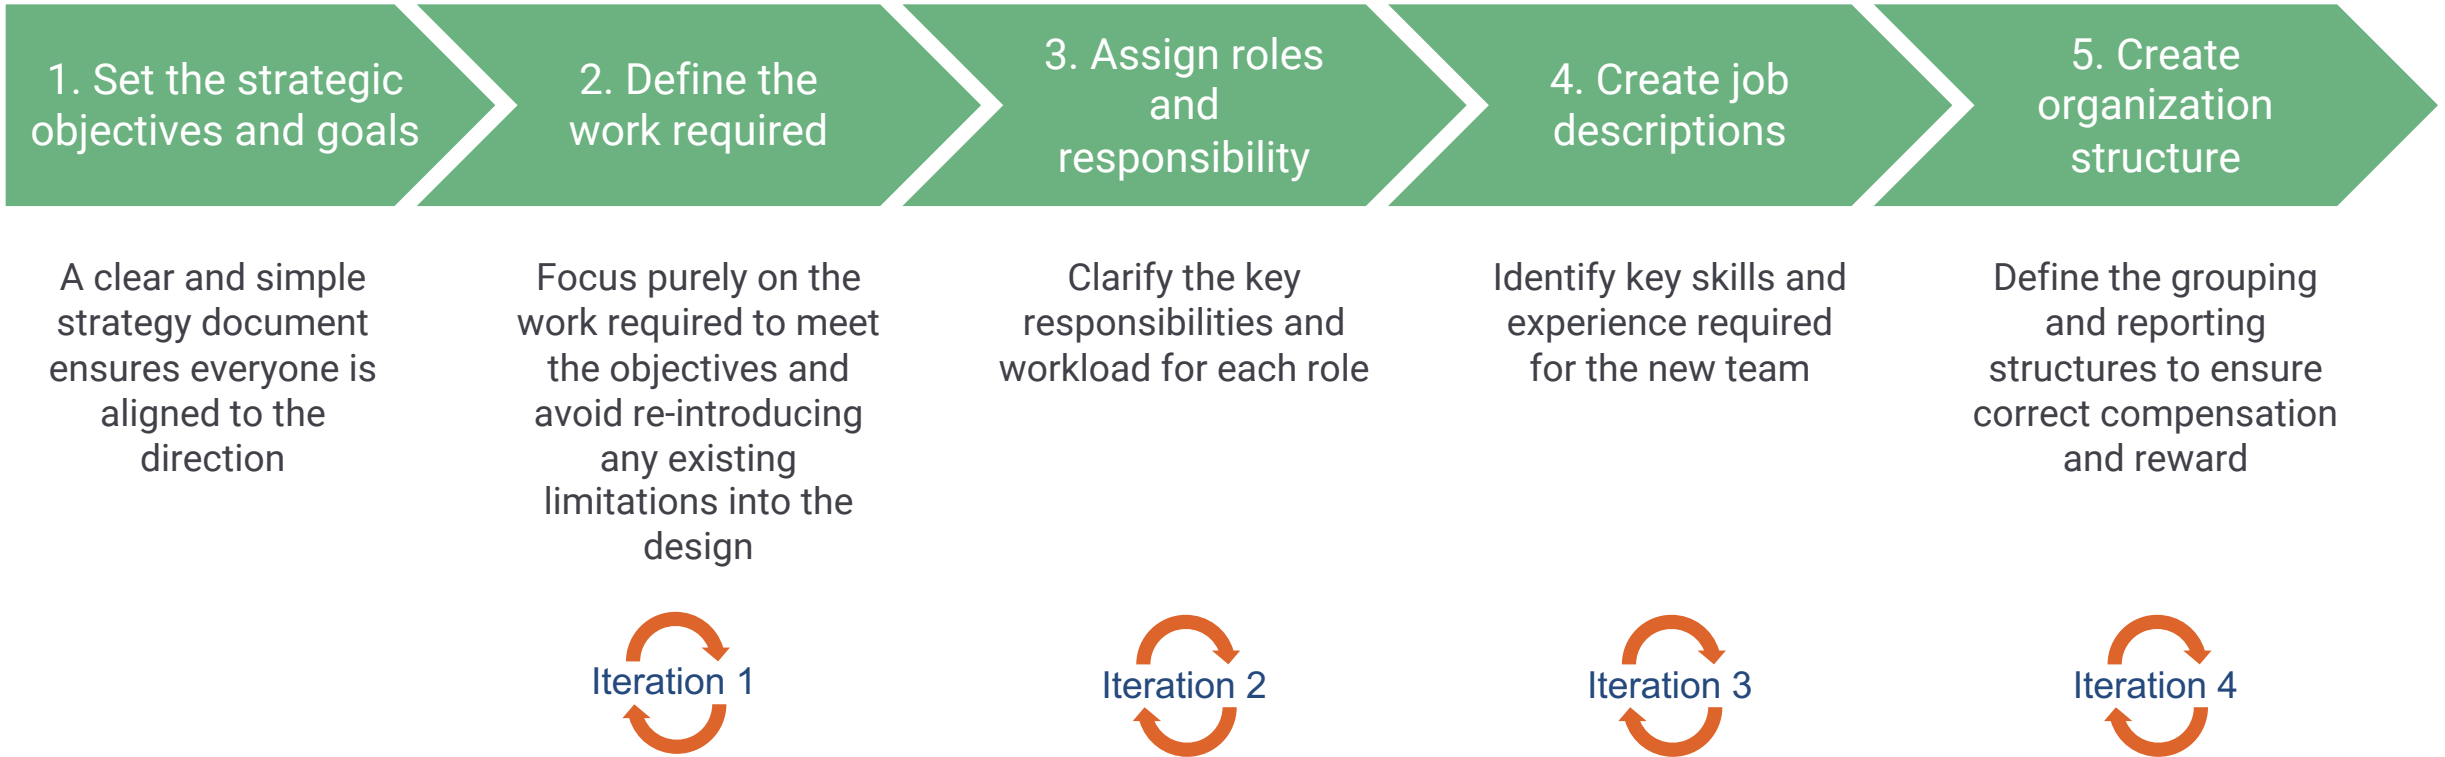 1. Set the strategic
objectives and goals
2. Define the
work required
3. Assign roles
and
responsibility
4. Create job
descriptions
5. Create
organization
structure
A clear and simple
strategy document
ensures everyone is
aligned to the
direction
Focus purely on the
work required to meet
the objectives and
avoid re-introducing
any existing
limitations into the
design
Clarify the key
responsibilities and
workload for each role
Identify key skills and
experience required
for the new team
Define the grouping
and reporting
structures to ensure
correct compensation
and reward
Iteration 1
Iteration 2
Iteration 3
Iteration 4